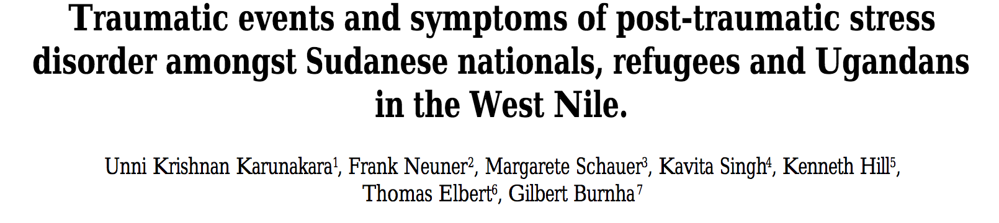 Traumatic events and symptoms of post-traumatic stress
disorder amongst Sudanese nationals, refugees and Ugandans
in the West Nile.
Unni Krishnan Karunakara¹, Frank Neuner², Margarete Schauer³, Kavita Singh⁴, Kenneth Hill⁵,
Thomas Elbert⁶, Gilbert Burnha⁷